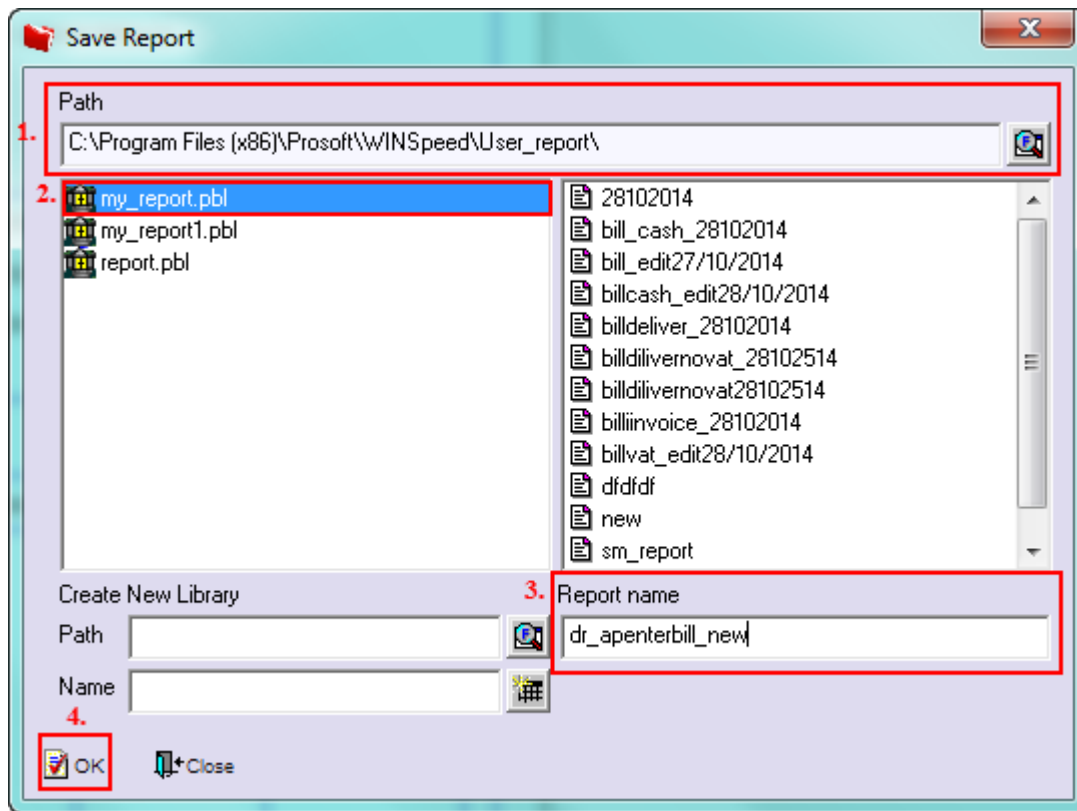 Save Report
Path
1.
C:\Program Files (x86)\Prosoft\WINSpeed\User_report\
2.
my_report.pbl
my_report1.pbl
report.pbl
28102014
bill_cash_28102014
bill_edit27/10/2014
billcash_edit28/10/2014
billdeliver_28102014
billdilivernovat_28102514
billdilivernovat28102514
billinvoice_28102014
billvat_edit28/10/2014
dfdfdf
new
sm_report
Create New Library
Path
Name
3.
Report name
dr_apenterbill_new
4.
OK
Close